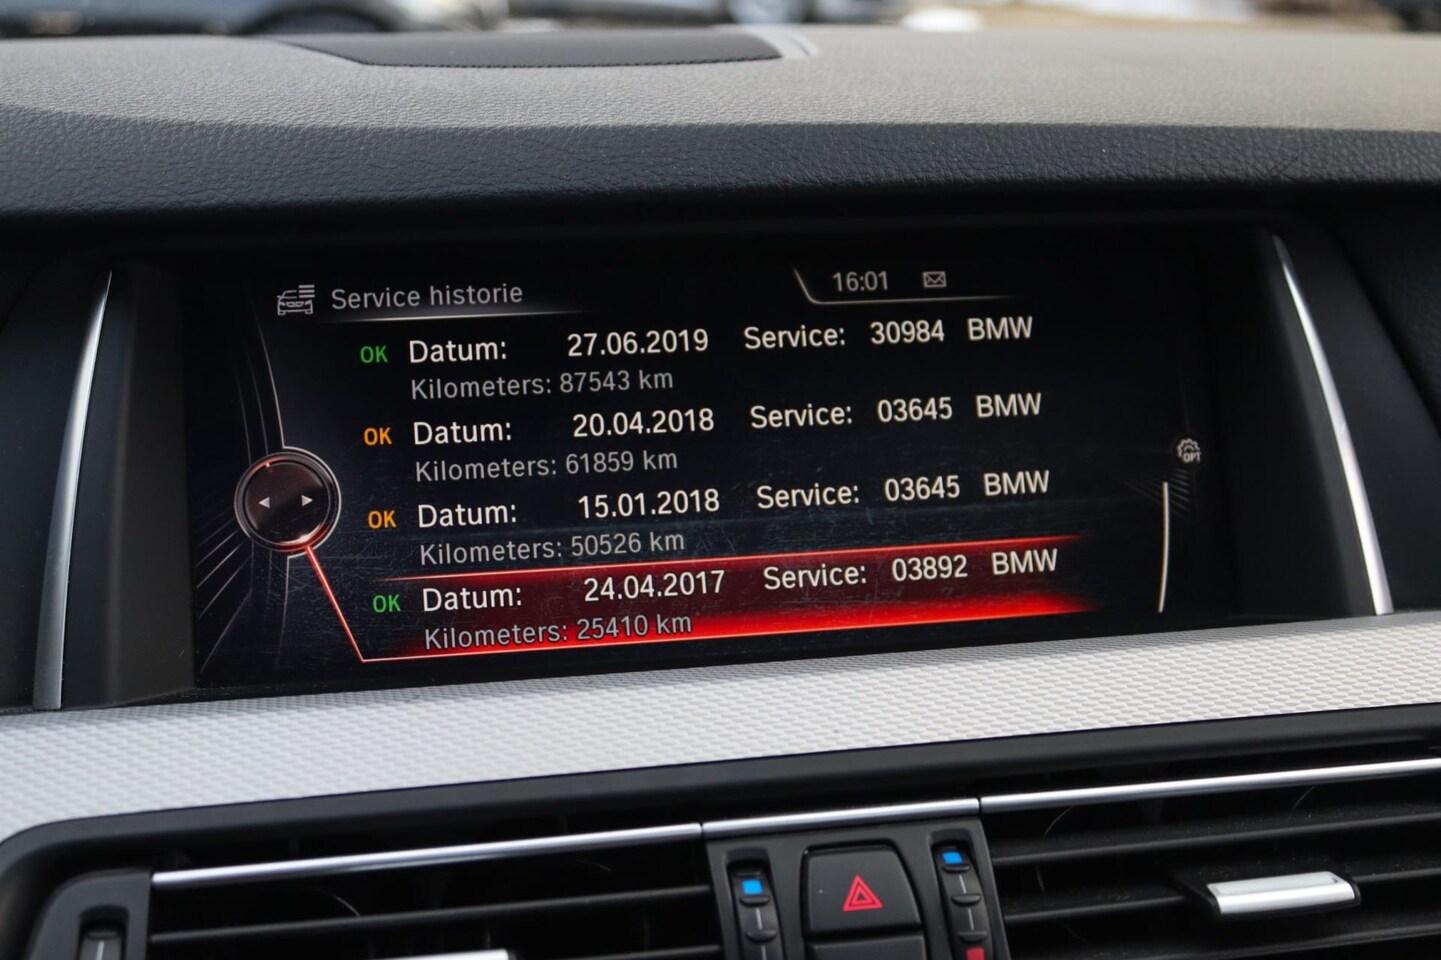 Service historie 16:01
OK Datum: 27.06.2019 Service: 30984 BMW
Kilometers: 87543 km
OK Datum: 20.04.2018 Service: 03645 BMW
Kilometers: 61859 km
OPT
OK Datum: 15.01.2018 Service: 03645 BMW
Kilometers: 50526 km
OK Datum: 24.04.2017 Service: 03892 BMW
Kilometers: 25410 km